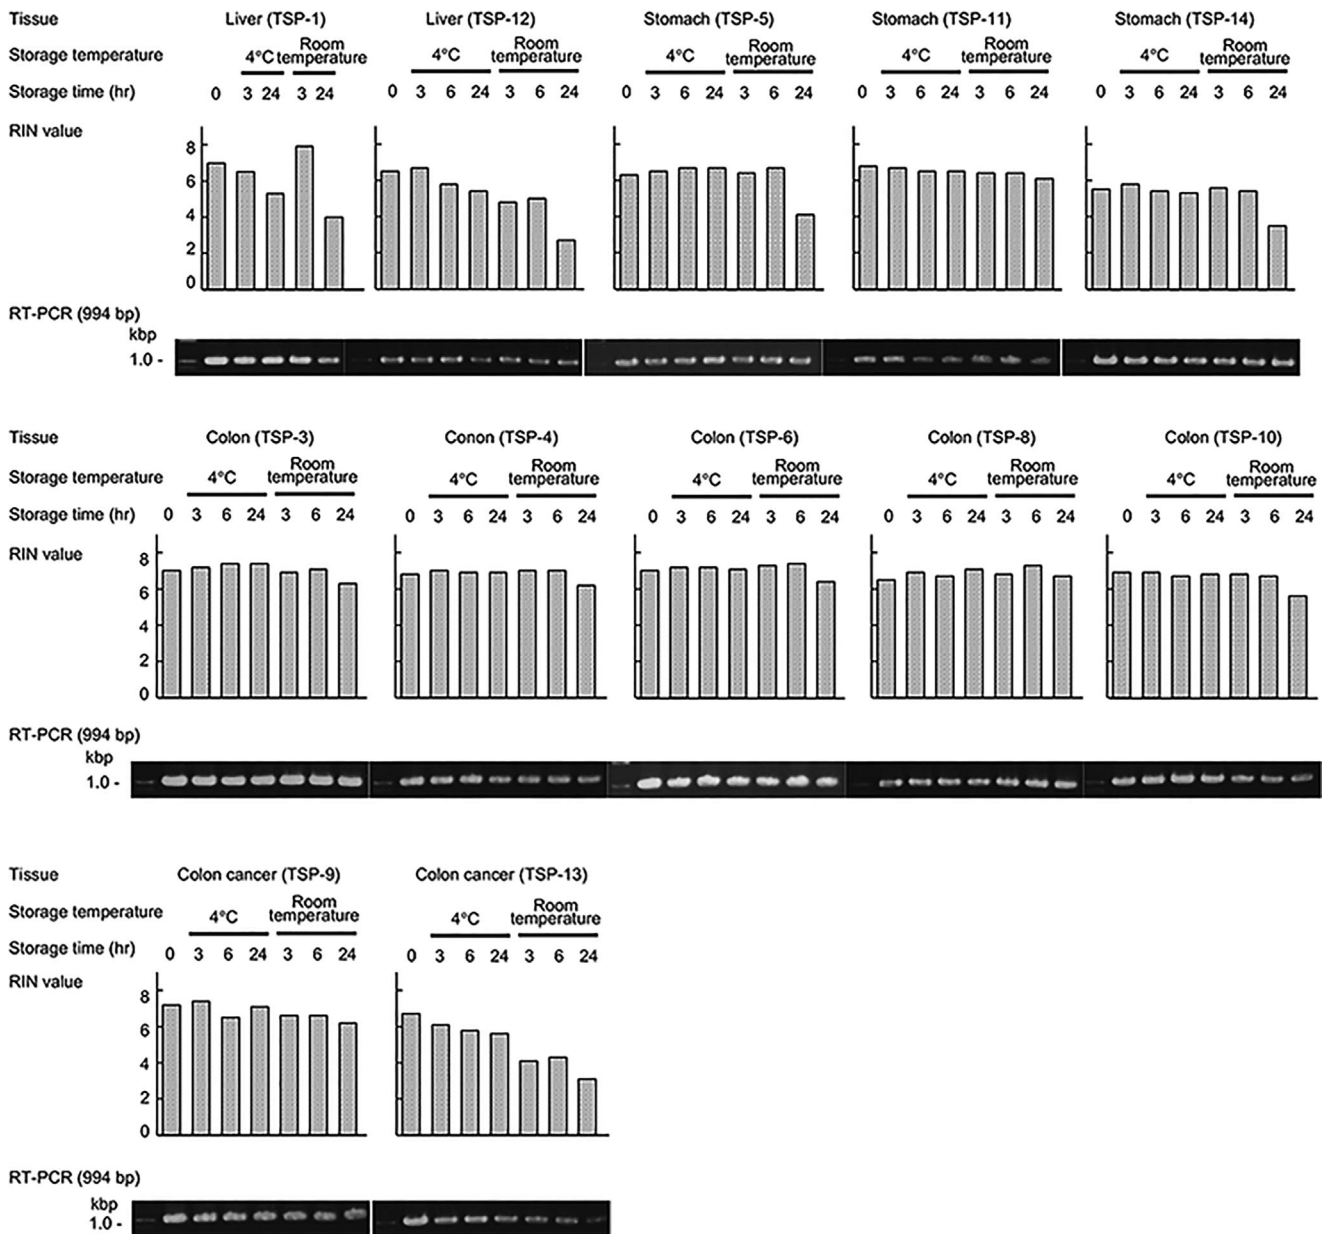 Tissue Liver (TSP-1) Liver (TSP-12) Stomach (TSP-5) Stomach (TSP-11) Stomach (TSP-14)
Storage temperature 4°C Room temperature 4°C Room temperature 4°C Room temperature 4°C Room temperature 4°C Room temperature
Storage time (hr) 0 3 24 3 24 0 3 6 24 3 6 24 0 3 6 24 3 6 24 0 3 6 24 3 6 24 0 3 6 24 3 6 24
RIN value
8
6
4
2
0
RT-PCR (994 bp)
kbp
1.0 -
Tissue Colon (TSP-3) Conon (TSP-4) Colon (TSP-6) Colon (TSP-8) Colon (TSP-10)
Storage temperature 4°C Room temperature 4°C Room temperature 4°C Room temperature 4°C Room temperature 4°C Room temperature
Storage time (hr) 0 3 6 24 3 6 24 0 3 6 24 3 6 24 0 3 6 24 3 6 24 0 3 6 24 3 6 24 0 3 6 24 3 6 24
RIN value
8
6
4
2
0
RT-PCR (994 bp)
kbp
1.0 -
Tissue Colon cancer (TSP-9) Colon cancer (TSP-13)
Storage temperature 4°C Room temperature 4°C Room temperature
Storage time (hr) 0 3 6 24 3 6 24 0 3 6 24 3 6 24
RIN value
8
6
4
2
0
RT-PCR (994 bp)
kbp
1.0 -